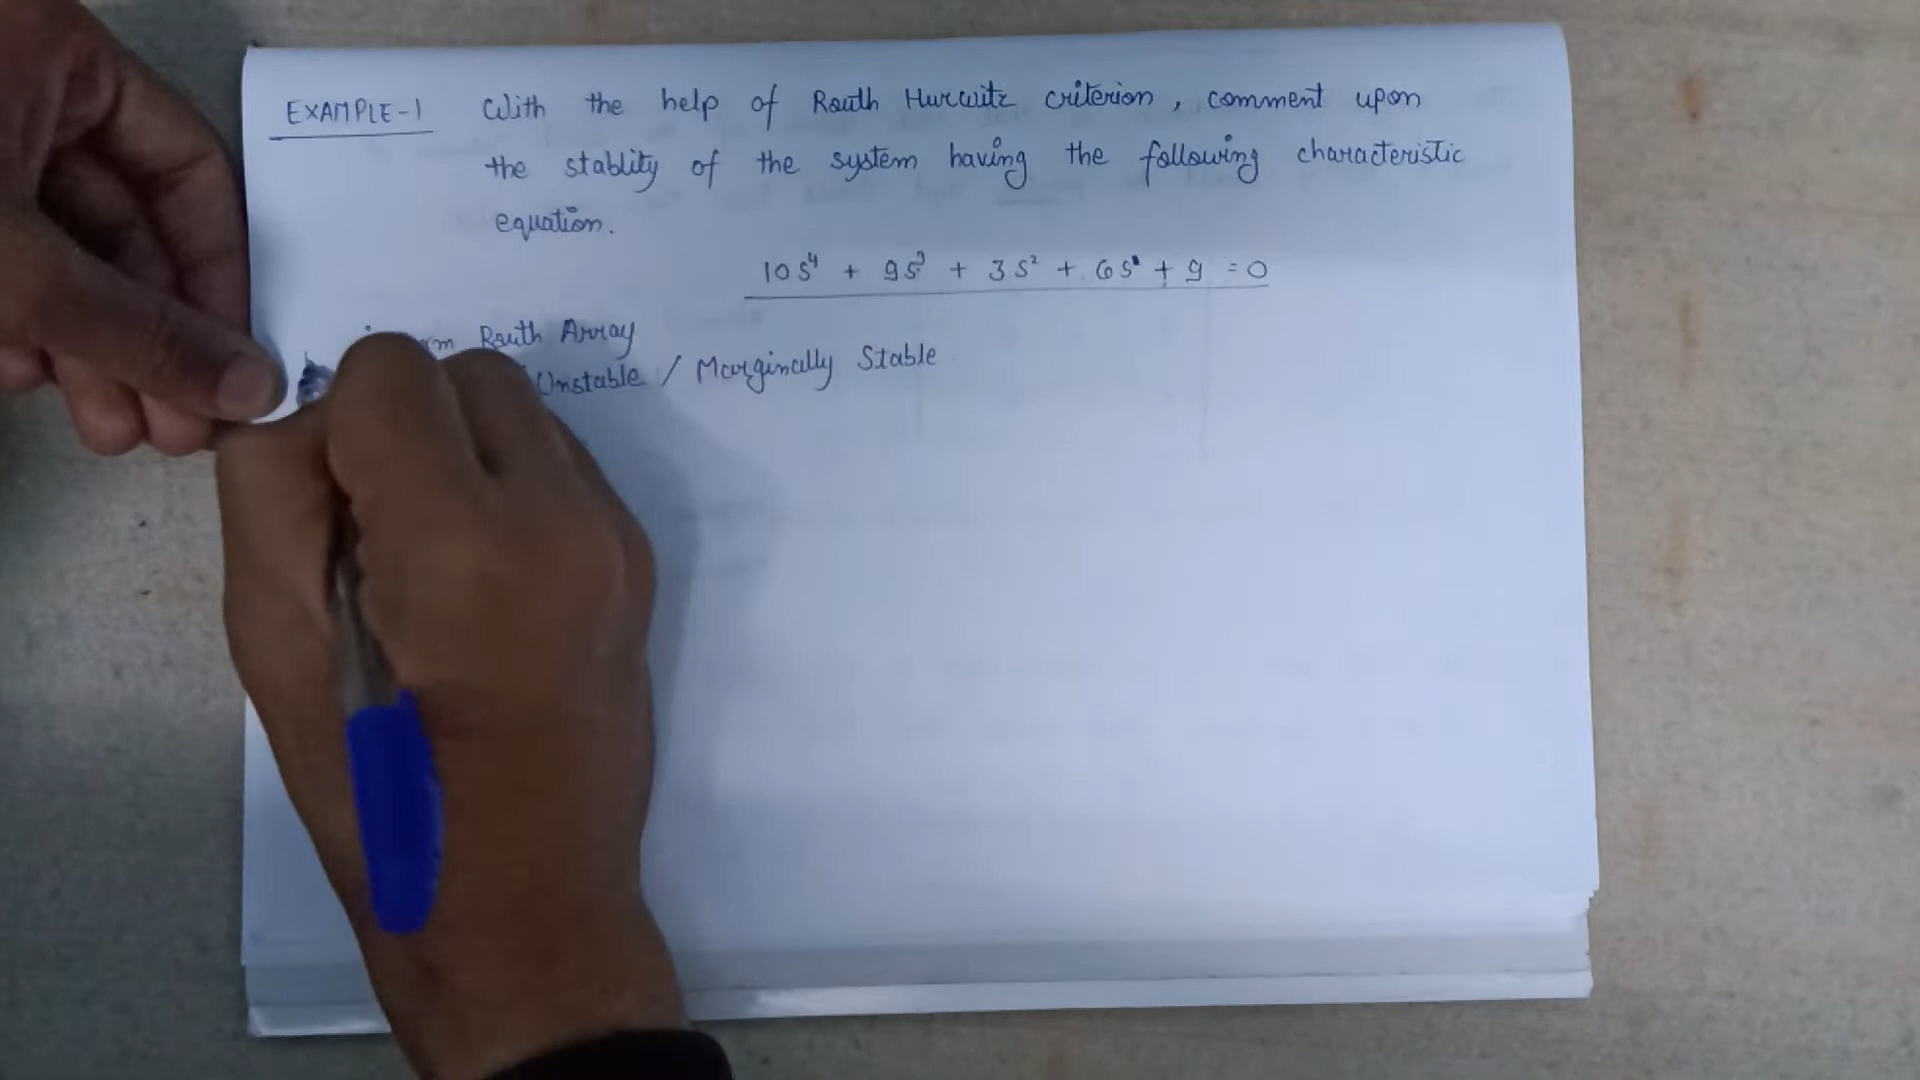 EXAMPLE-1 With the help of Routh Hurwitz criterion, comment upon
the stablity of the system having the following characteristic
equation.
10s⁴ + 9s³ + 3s² + 6s¹ + 9 = 0
Routh Array
Unstable / Marginally Stable